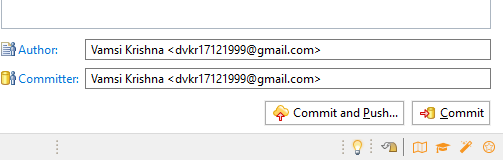 Author: Vamsi Krishna <dvkr17121999@gmail.com>
Committer: Vamsi Krishna <dvkr17121999@gmail.com>
Commit and Push... Commit